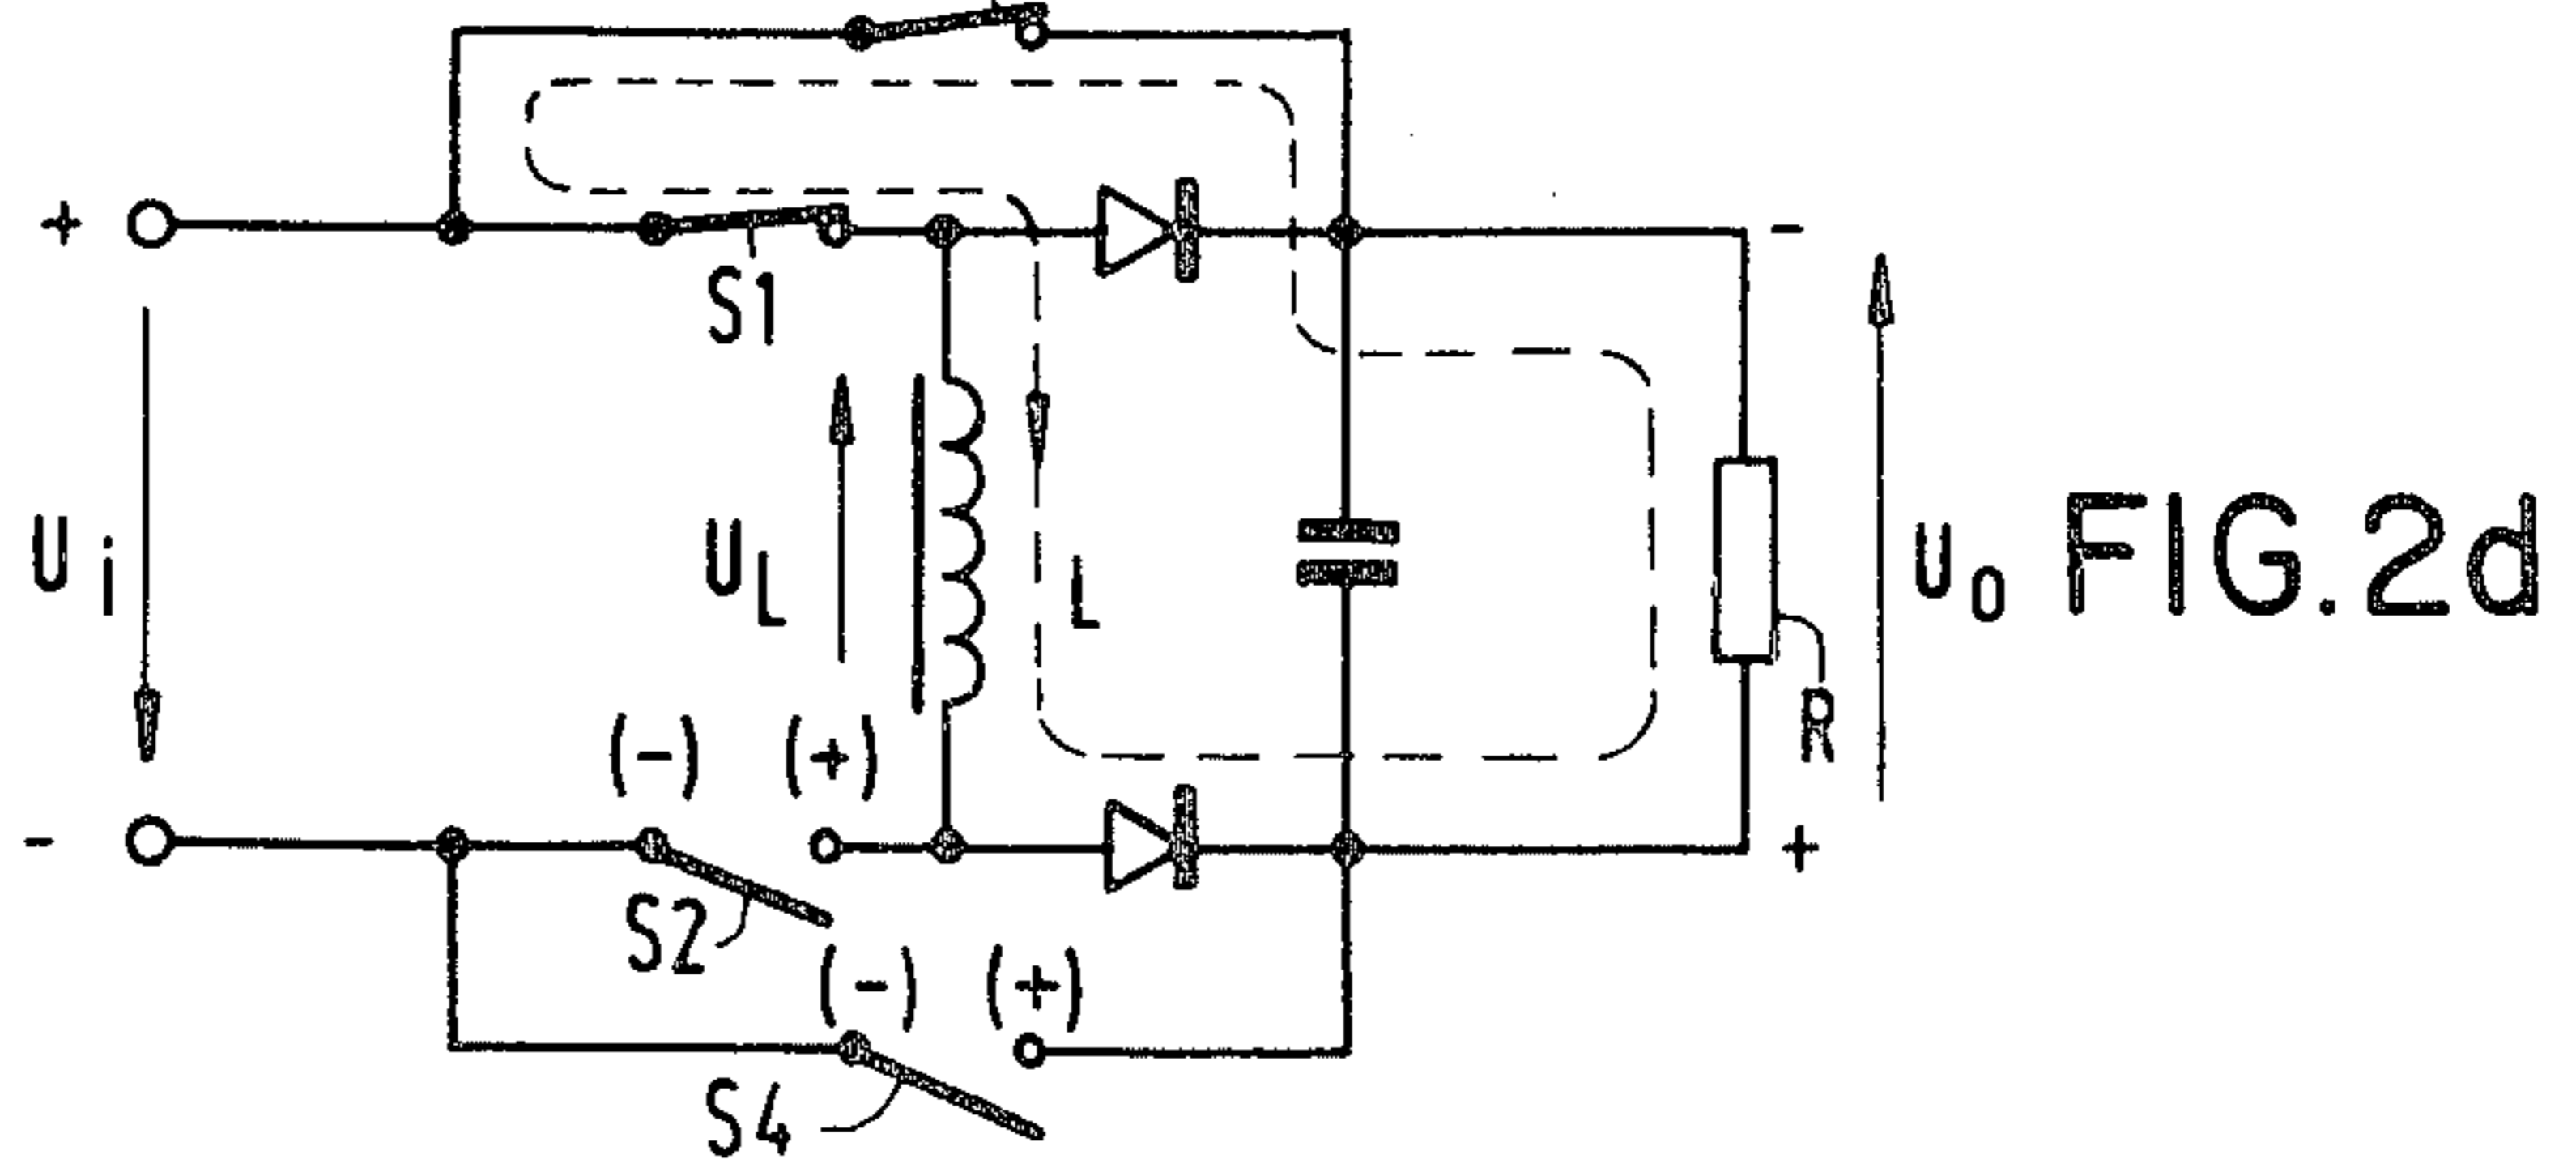 + -
S1
Ui UL L Uo FIG.2d
R
(-) (+)
- +
S2
(-) (+)
S4